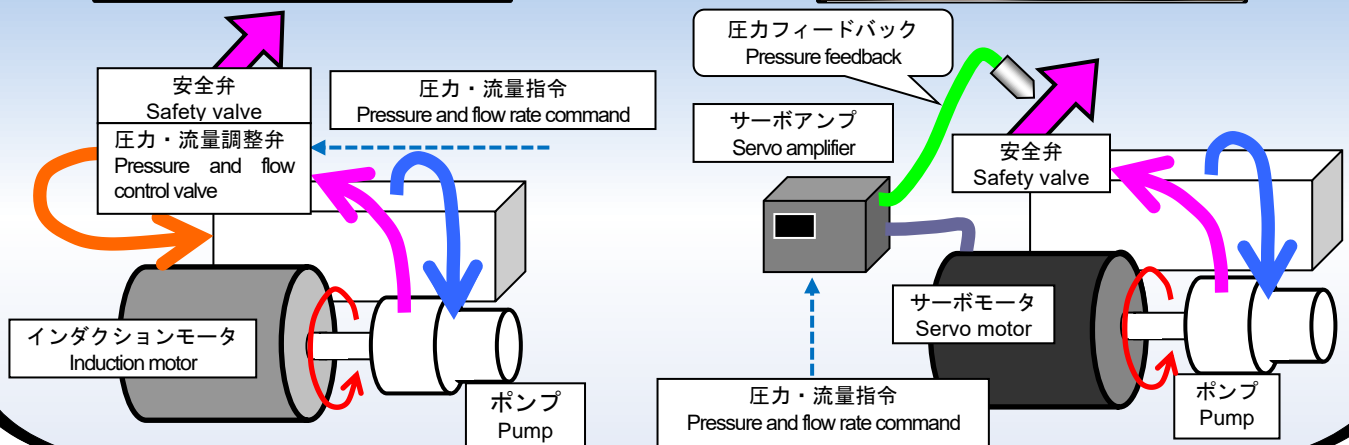 安全弁
Safety valve
圧力・流量調整弁
Pressure and flow
control valve
圧力・流量指令
Pressure and flow rate command
インダクションモータ
Induction motor
ポンプ
Pump
圧力フィードバック
Pressure feedback
サーボアンプ
Servo amplifier
安全弁
Safety valve
サーボモータ
Servo motor
圧力・流量指令
Pressure and flow rate command
ポンプ
Pump